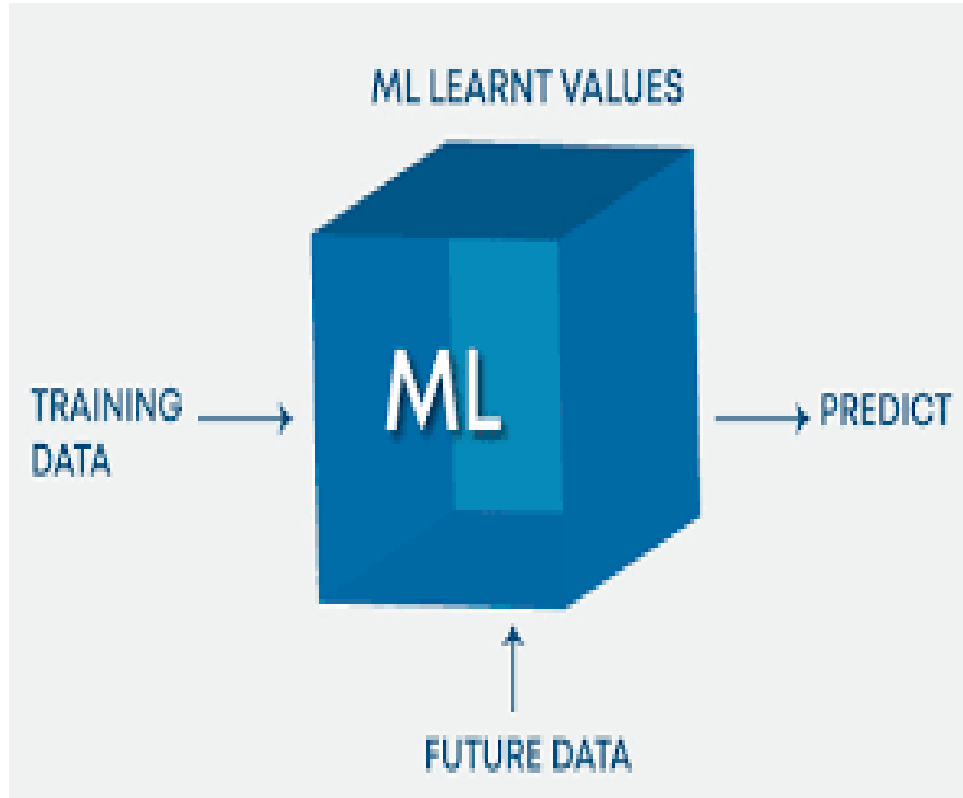 ML LEARNT VALUES
ML
TRAINING
DATA
PREDICT
FUTURE DATA